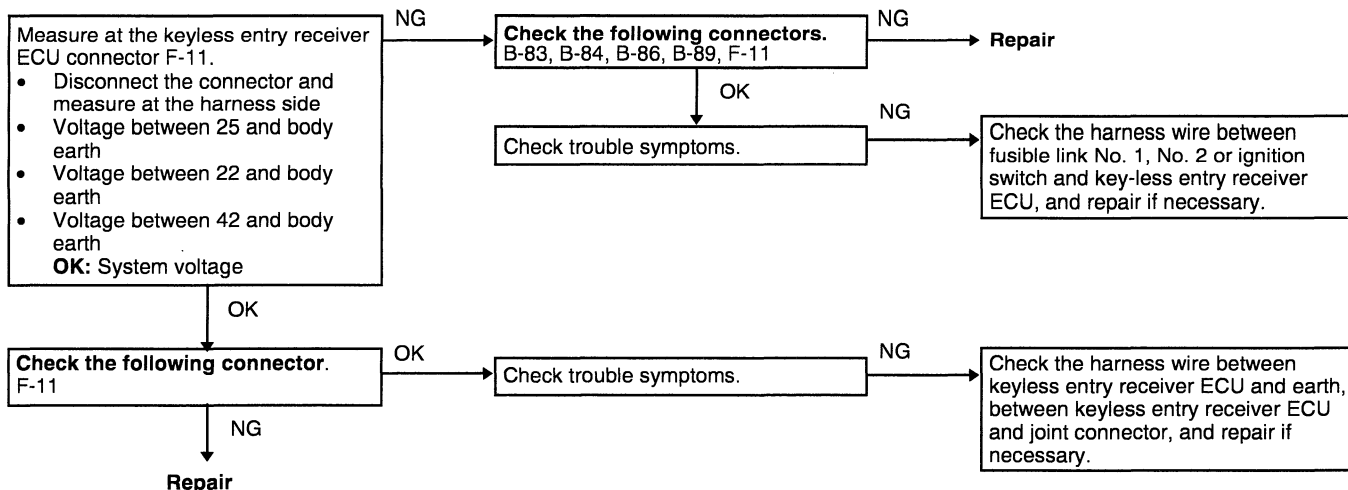 Measure at the keyless entry receiver
ECU connector F-11.
• Disconnect the connector and
measure at the harness side
• Voltage between 25 and body
earth
• Voltage between 22 and body
earth
• Voltage between 42 and body
earth
OK: System voltage
NG
Check the following connectors.
B-83, B-84, B-86, B-89, F-11
NG
Repair
OK
Check trouble symptoms.
NG
Check the harness wire between
fusible link No. 1, No. 2 or ignition
switch and key-less entry receiver
ECU, and repair if necessary.
OK
Check the following connector.
F-11
OK
Check trouble symptoms.
NG
Check the harness wire between
keyless entry receiver ECU and earth,
between keyless entry receiver ECU
and joint connector, and repair if
necessary.
NG
Repair